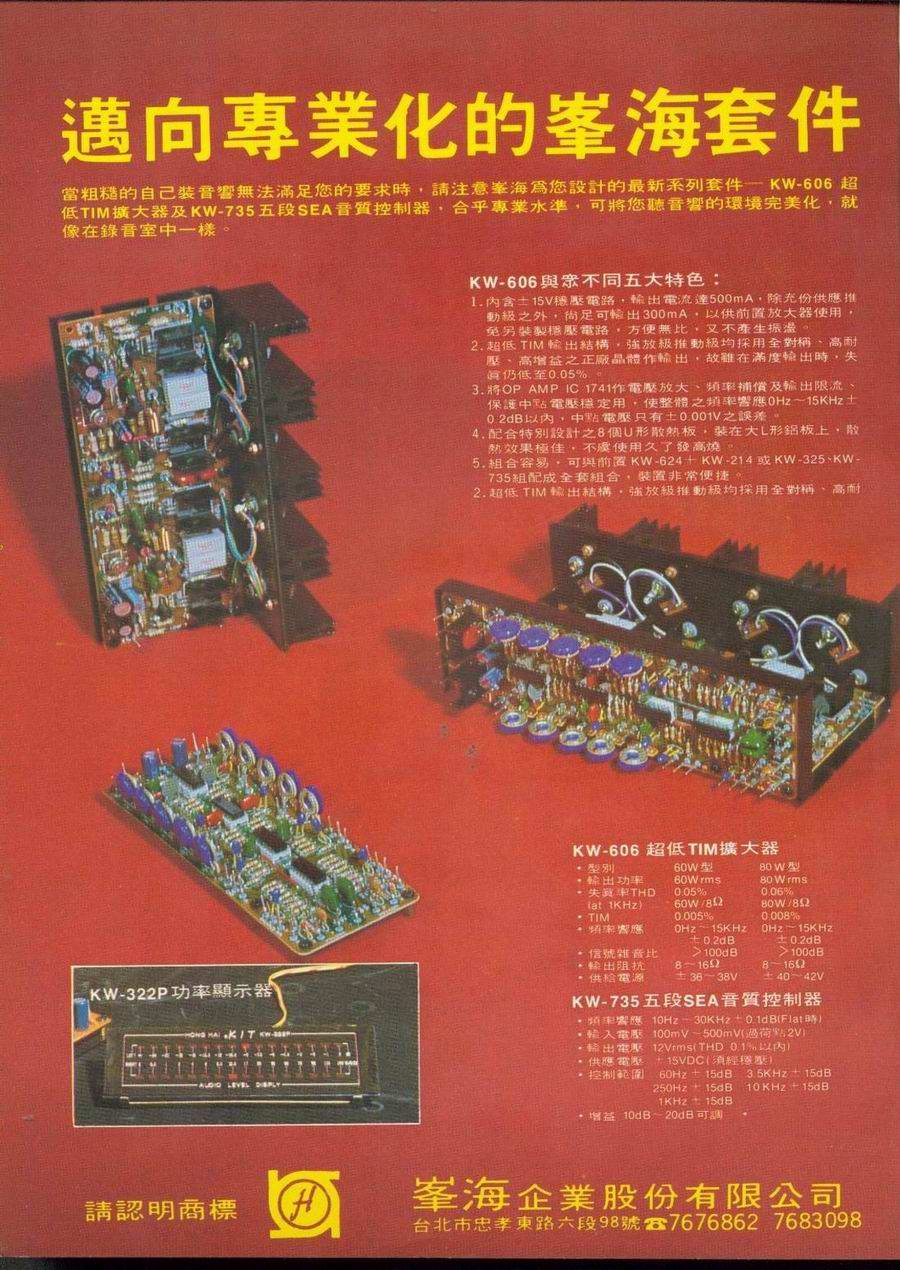 邁向專業化的峯海套件
當粗糙的自己裝音響無法滿足您的要求時，請注意峯海爲您設計的最新系列套件— KW-606 超
低TIM擴大器及KW-735五段SEA音質控制器，合乎專業水準，可將您聽音響的環境完美化，就
像在錄音室中一樣。
KW-606與眾不同五大特色：
1.內含±15V穩壓電路，輸出電流達500mA，除充份供應推
動級之外，尚足可輸出300mA，以供前置放大器使用，
免另裝製穩壓電路，方便無比，又不產生振盪。
2.超低TIM輸出結構，強放級推動級均採用全對稱、高耐
壓、高增益之正廠晶體作輸出，故雖在滿度輸出時，失
眞仍低至0.05%。
3.將OP AMP IC 1741作電壓放大、頻率補償及輸出限流、
保護中點電壓穩定用，使整體之頻率響應0Hz～15KHz±
0.2dB以內，中點電壓只有±0.001V之誤差。
4.配合特別設計之8個U形散熱板，裝在大L形鋁板上，散
熱效果極佳，不虞使用久了發高燒。
5.組合容易，可與前置KW-624+KW-214或KW-325、KW-
735組配成全套組合，裝置非常便捷。
2.超低TIM輸出結構，強放級推動級均採用全對稱、高耐
KW-606 超低TIM擴大器
•型別 60W型 80W型
•輸出功率 60Wrms 80Wrms
•失眞率THD 0.05% 0.06%
(at 1KHz) 60W/8Ω 80W/8Ω
•TIM 0.005% 0.008%
•頻率響應 0Hz～15KHz 0Hz～15KHz
±0.2dB ±0.2dB
•信號雜音比 >100dB >100dB
•輸出阻抗 8～16Ω 8～16Ω
•供給電源 ±36～38V ±40～42V
KW-735五段SEA音質控制器
•頻率響應 10Hz～30KHz±0.1dB(Flat時)
•輸入電壓 100mV～500mV(過荷點2V)
•輸出電壓 12Vrms(THD 0.1%以內)
•供應電壓 ±15VDC(須經穩壓)
•控制範圍 60Hz±15dB 3.5KHz±15dB
250Hz±15dB 10KHz±15dB
1KHz±15dB
•增益 10dB～20dB可調 •
KW-322P功率顯示器
HONG HAI KIT KW-322P
AUDIO LEVEL DISPLY
請認明商標
H
峯海企業股份有限公司
台北市忠孝東路六段98號☎7676862 7683098